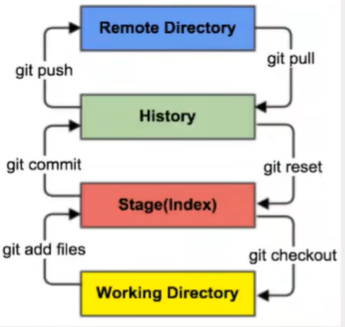 Remote Directory
git push
git pull
History
git commit
git reset
Stage(Index)
git add files
git checkout
Working Directory